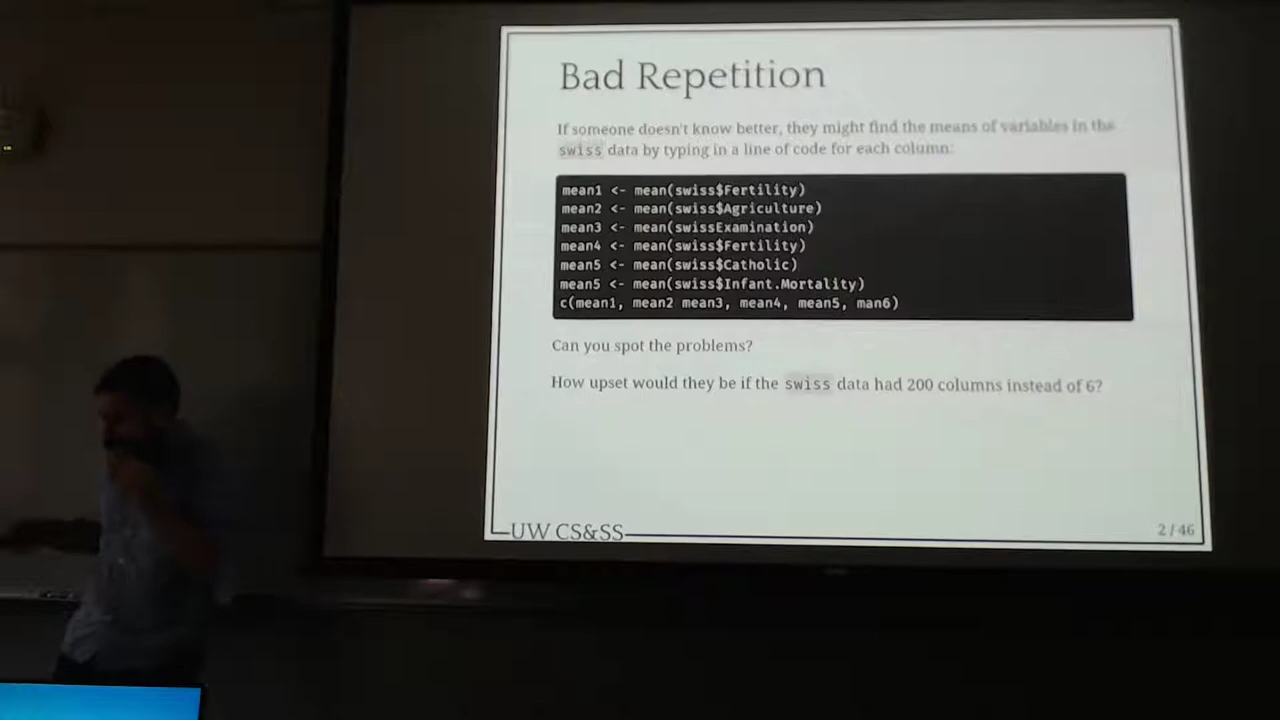 Bad Repetition
If someone doesn't know better, they might find the means of variables in the
swiss data by typing in a line of code for each column:
mean1 <- mean(swiss$Fertility)
mean2 <- mean(swiss$Agriculture)
mean3 <- mean(swissExamination)
mean4 <- mean(swiss$Fertility)
mean5 <- mean(swiss$Catholic)
mean5 <- mean(swiss$Infant.Mortality)
c(mean1, mean2 mean3, mean4, mean5, man6)
Can you spot the problems?
How upset would they be if the swiss data had 200 columns instead of 6?
UW CS&SS
2 / 46